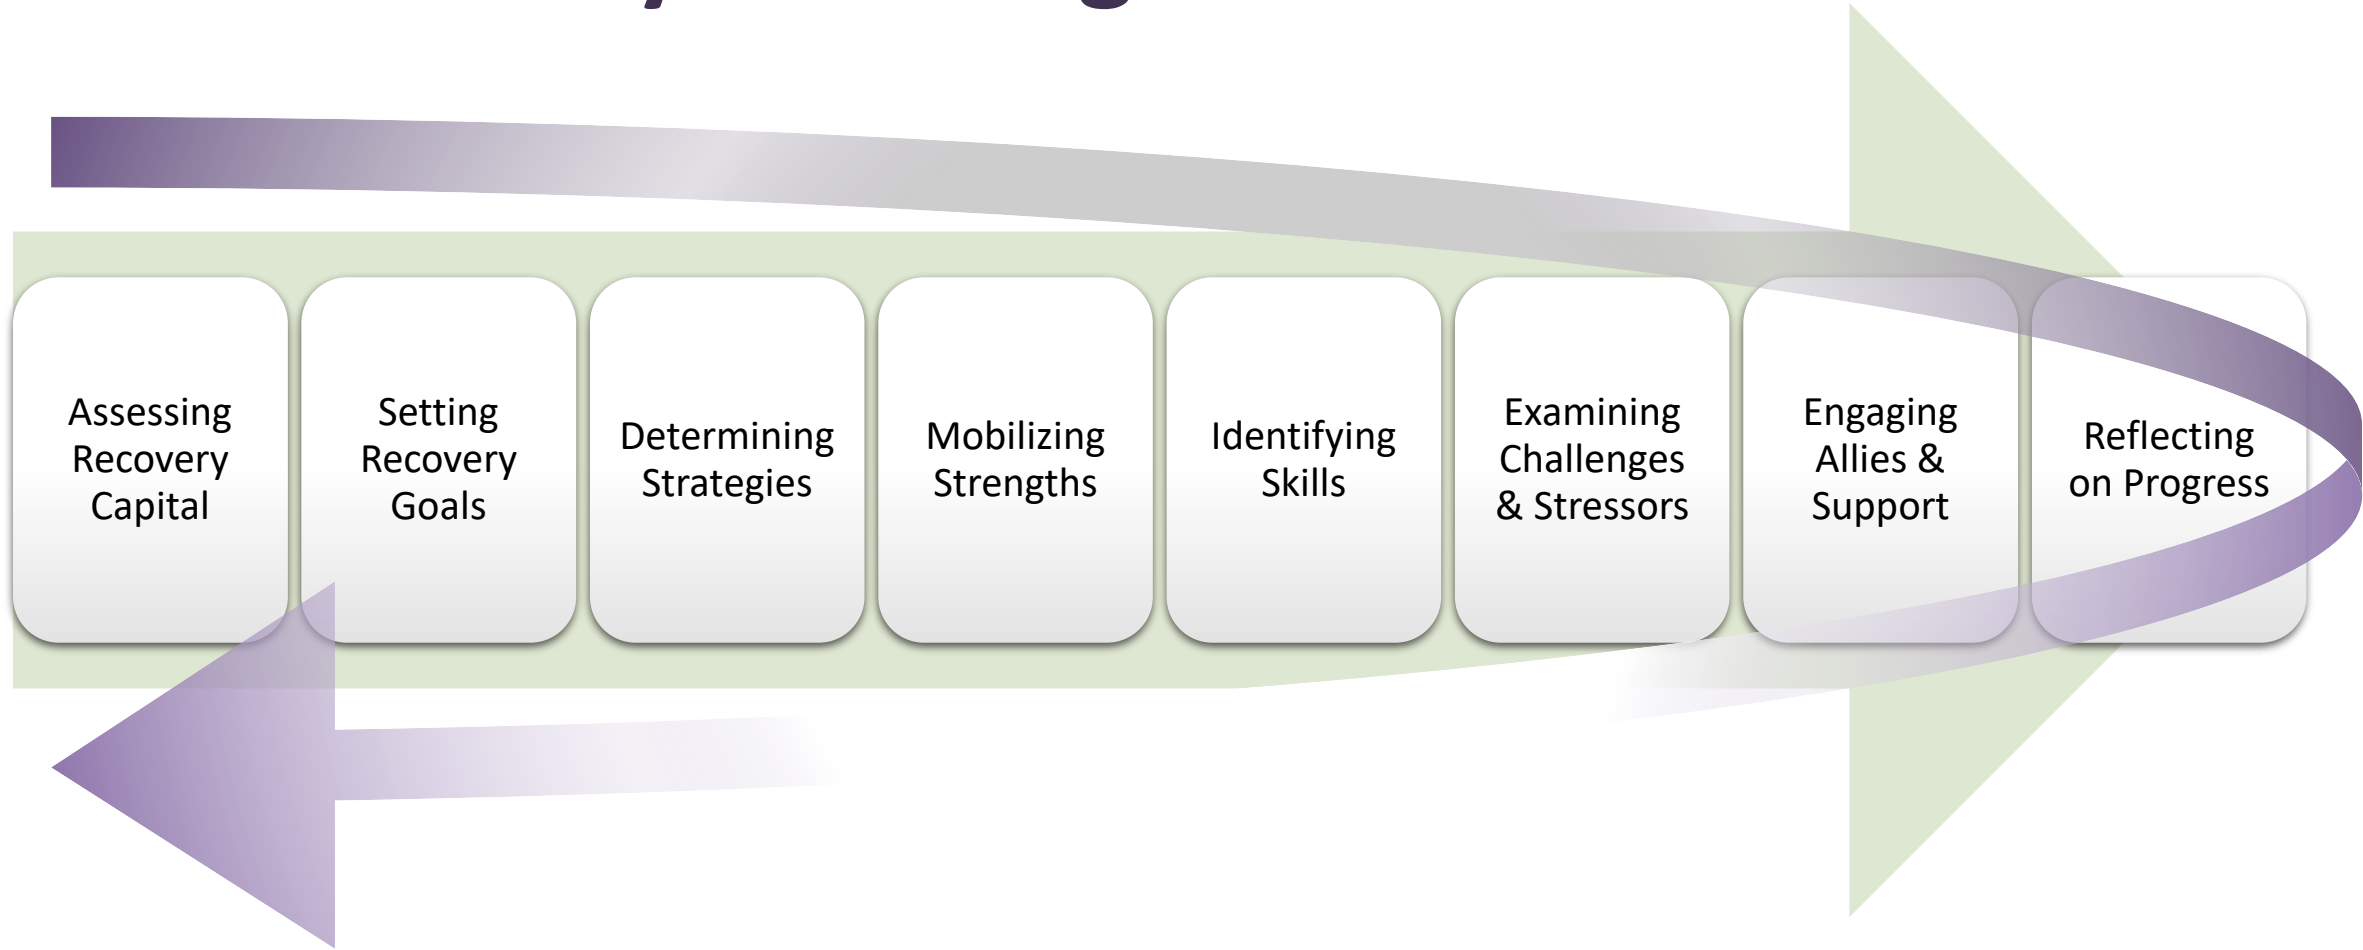 Assessing
Recovery
Capital
Setting
Recovery
Goals
Determining
Strategies
Mobilizing
Strengths
Identifying
Skills
Examining
Challenges
& Stressors
Engaging
Allies &
Support
Reflecting
on Progress